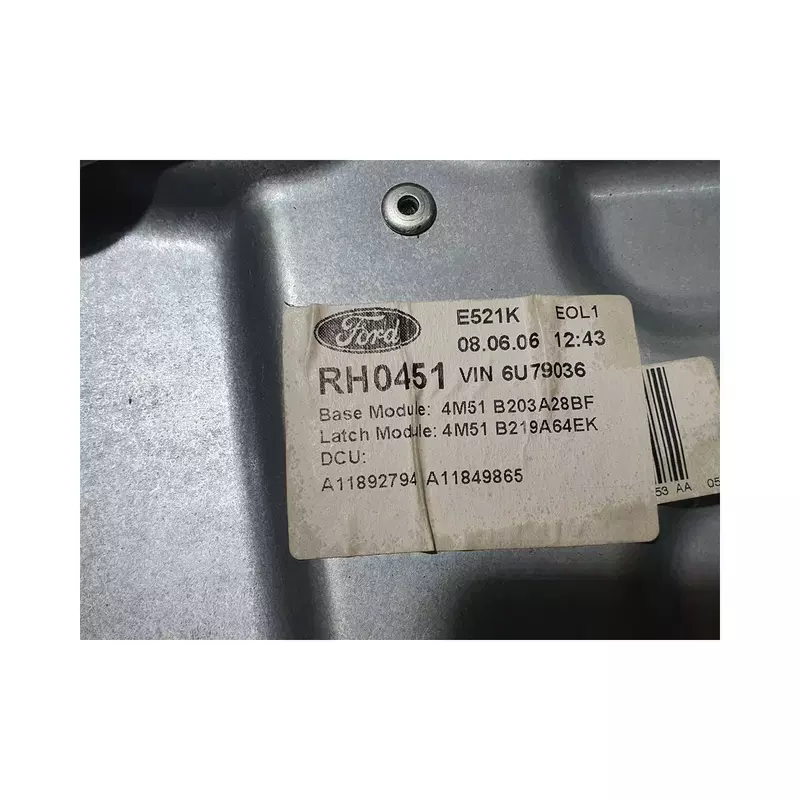 Ford
E521K EOL1
08.06.06 12:43
RH0451 VIN 6U79036
Base Module: 4M51 B203A28BF
Latch Module: 4M51 B219A64EK
DCU:
A11892794 A11849865
53 AA 05